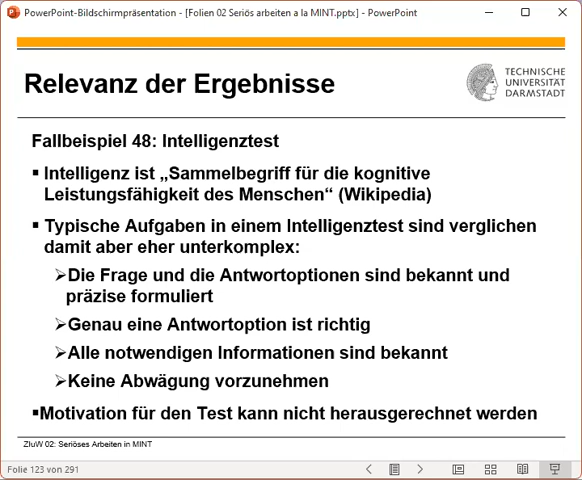 PowerPoint-Bildschirmpräsentation - [Folien 02 Seriös arbeiten a la MINT.pptx] - PowerPoint
Relevanz der Ergebnisse
TECHNISCHE
UNIVERSITÄT
DARMSTADT
Fallbeispiel 48: Intelligenztest
▪ Intelligenz ist „Sammelbegriff für die kognitive
Leistungsfähigkeit des Menschen“ (Wikipedia)
▪ Typische Aufgaben in einem Intelligenztest sind verglichen
damit aber eher unterkomplex:
➢Die Frage und die Antwortoptionen sind bekannt und
präzise formuliert
➢Genau eine Antwortoption ist richtig
➢Alle notwendigen Informationen sind bekannt
➢Keine Abwägung vorzunehmen
▪Motivation für den Test kann nicht herausgerechnet werden
ZIuW 02: Seriöses Arbeiten in MINT
Folie 123 von 291